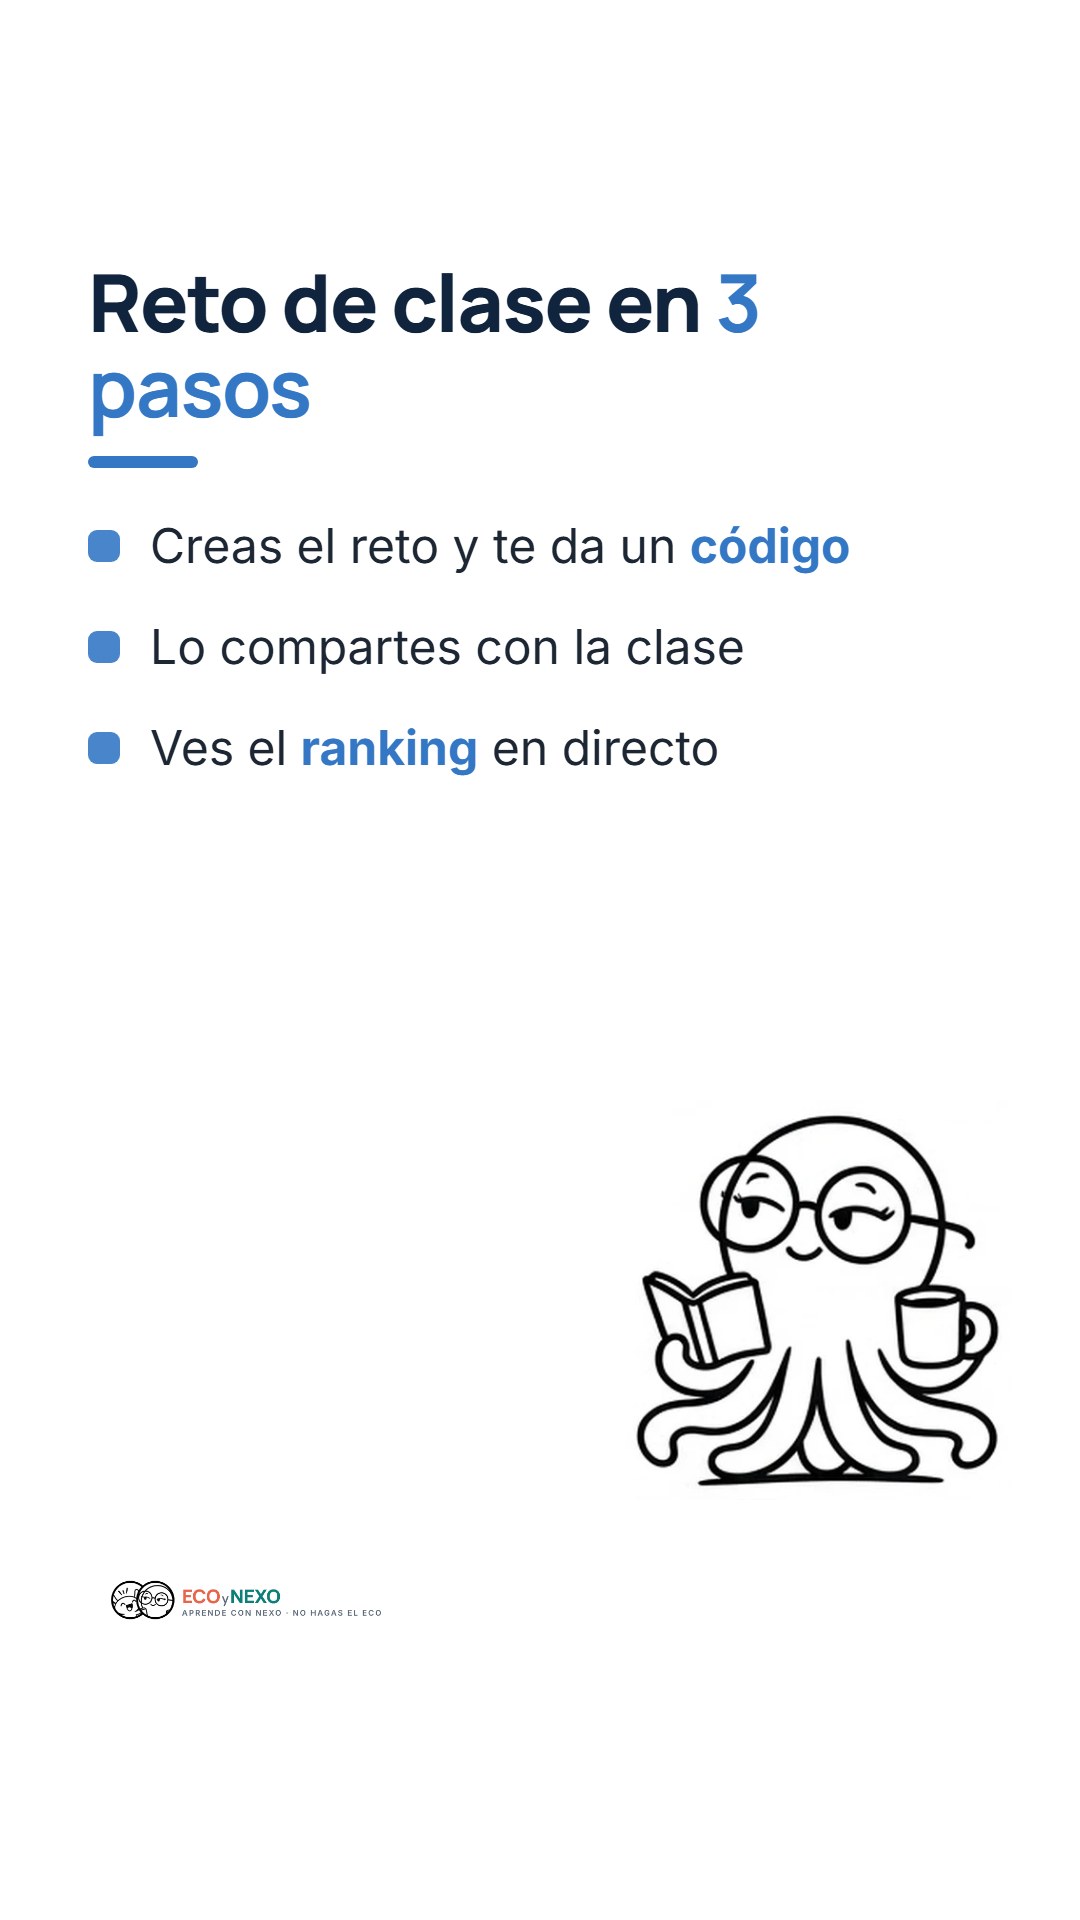 Reto de clase en 3
pasos
Creas el reto y te da un código
Lo compartes con la clase
Ves el ranking en directo
ECOyNEXO
APRENDE CON NEXO · NO HAGAS EL ECO